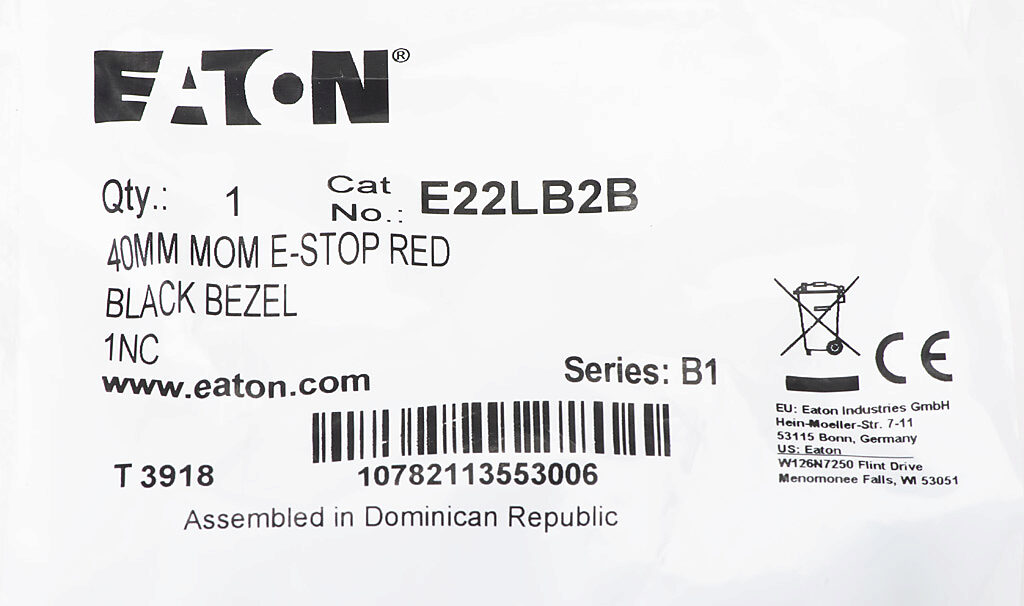 EATON®
Qty.: 1 Cat No.: E22LB2B
40MM MOM E-STOP RED
BLACK BEZEL
1NC
www.eaton.com
Series: B1
CE
EU: Eaton Industries GmbH
Hein-Moeller-Str. 7-11
53115 Bonn, Germany
US: Eaton
W126N7250 Flint Drive
Menomonee Falls, WI 53051
T 3918
10782113553006
Assembled in Dominican Republic